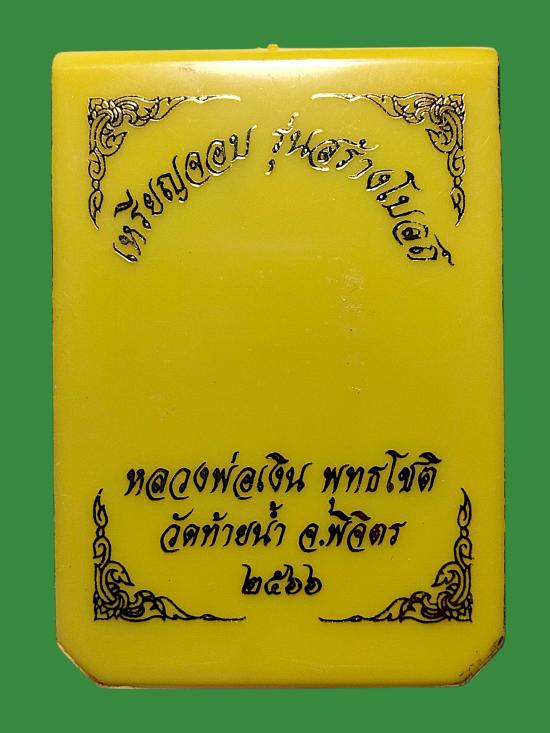 เหรียญจอบ รุ่นสร้างโบสถ์
หลวงพ่อเงิน พุทธโชติ
วัดท้ายน้ำ จ.พิจิตร
๒๕๖๖